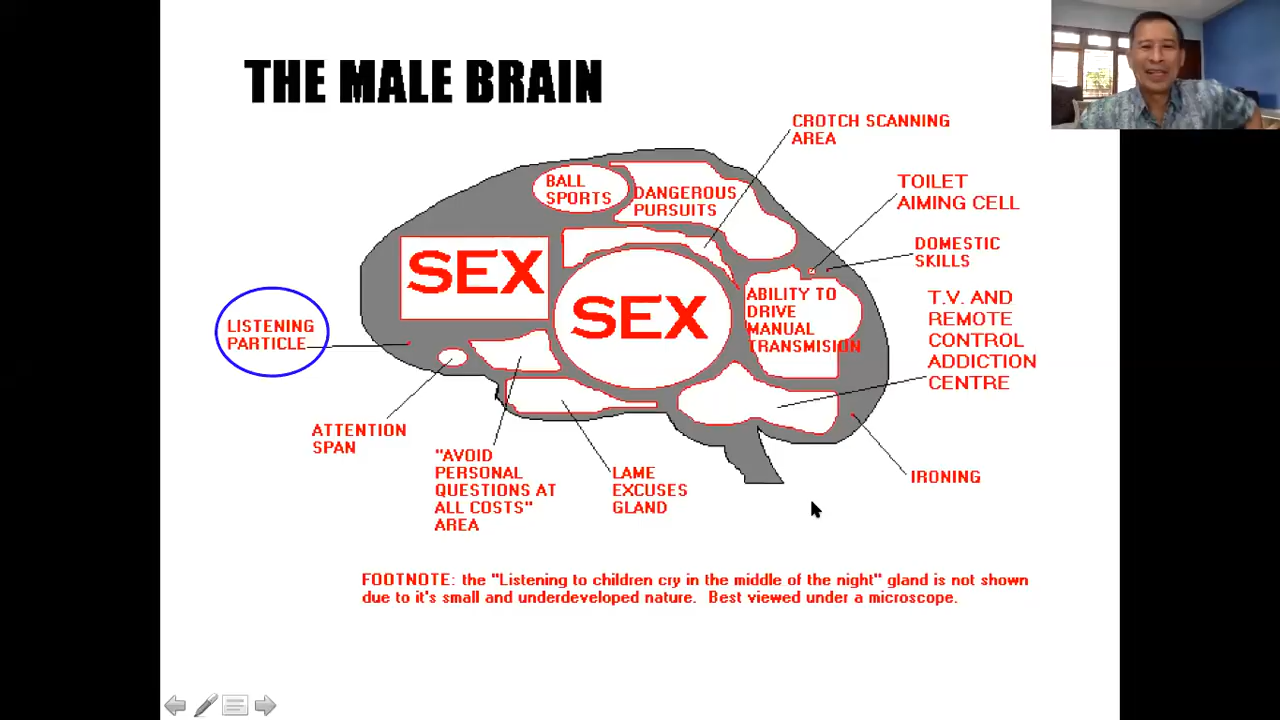 THE MALE BRAIN
CROTCH SCANNING
AREA
BALL
SPORTS
DANGEROUS
PURSUITS
TOILET
AIMING CELL
DOMESTIC
SKILLS
SEX
SEX
ABILITY TO
DRIVE
MANUAL
TRANSMISION
T.V. AND
REMOTE
CONTROL
ADDICTION
CENTRE
LISTENING
PARTICLE
ATTENTION
SPAN
"AVOID
PERSONAL
QUESTIONS AT
ALL COSTS"
AREA
LAME
EXCUSES
GLAND
IRONING
FOOTNOTE: the "Listening to children cry in the middle of the night" gland is not shown
due to it's small and underdeveloped nature. Best viewed under a microscope.